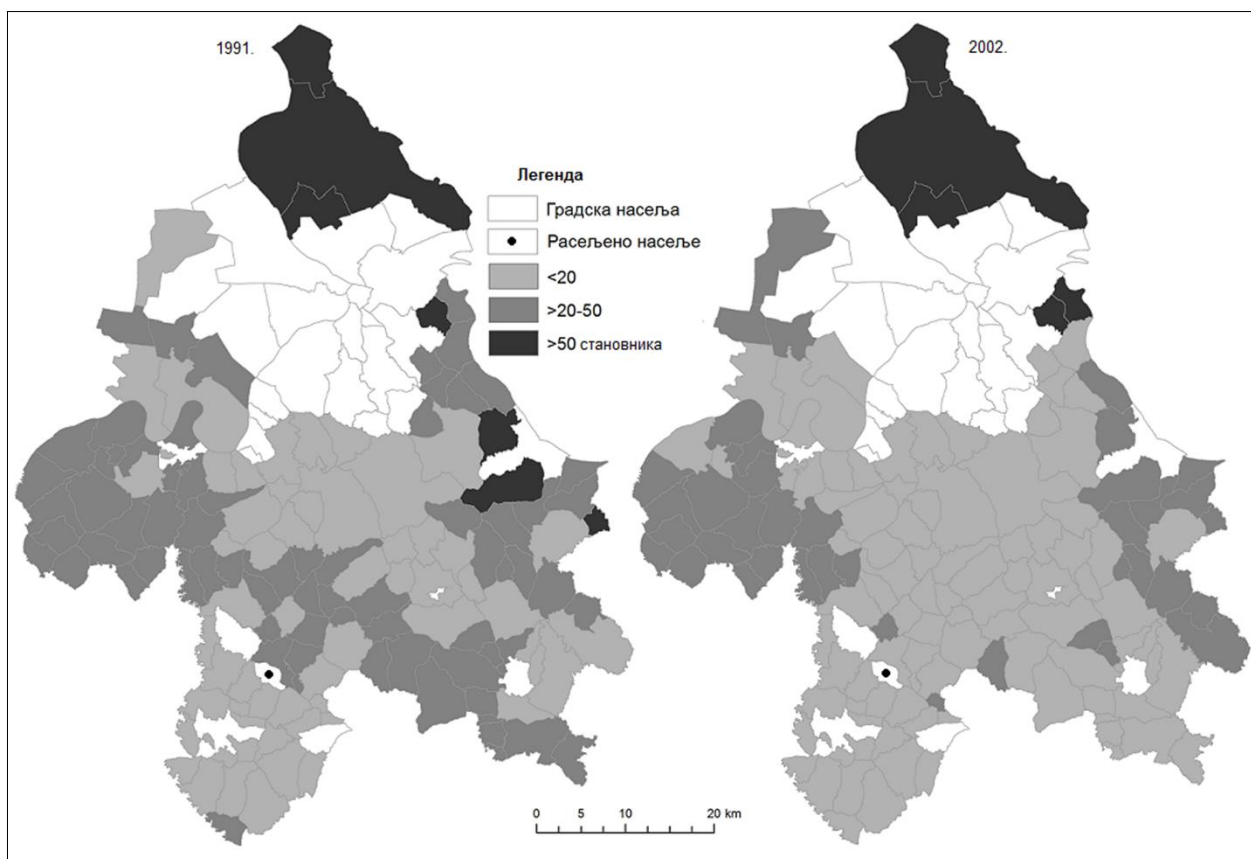 1991.
2002.
Легенда
Градска насеља
Расељено насеље
<20
>20-50
>50 становника
0 5 10 20 km